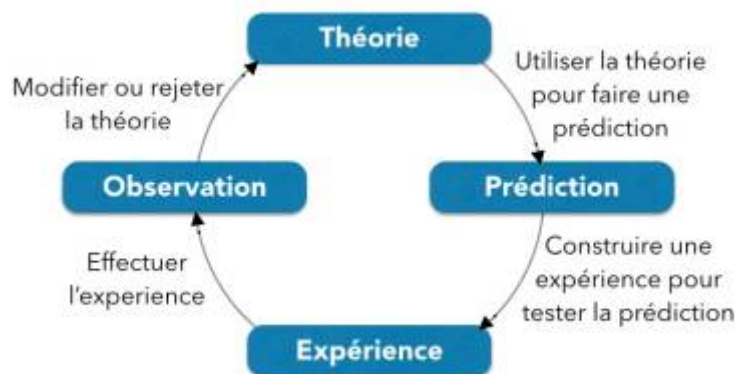 Théorie
Utiliser la théorie
pour faire une
prédiction
Prédiction
Construire une
expérience pour
tester la prédiction
Expérience
Effectuer
l'experience
Observation
Modifier ou rejeter
la théorie